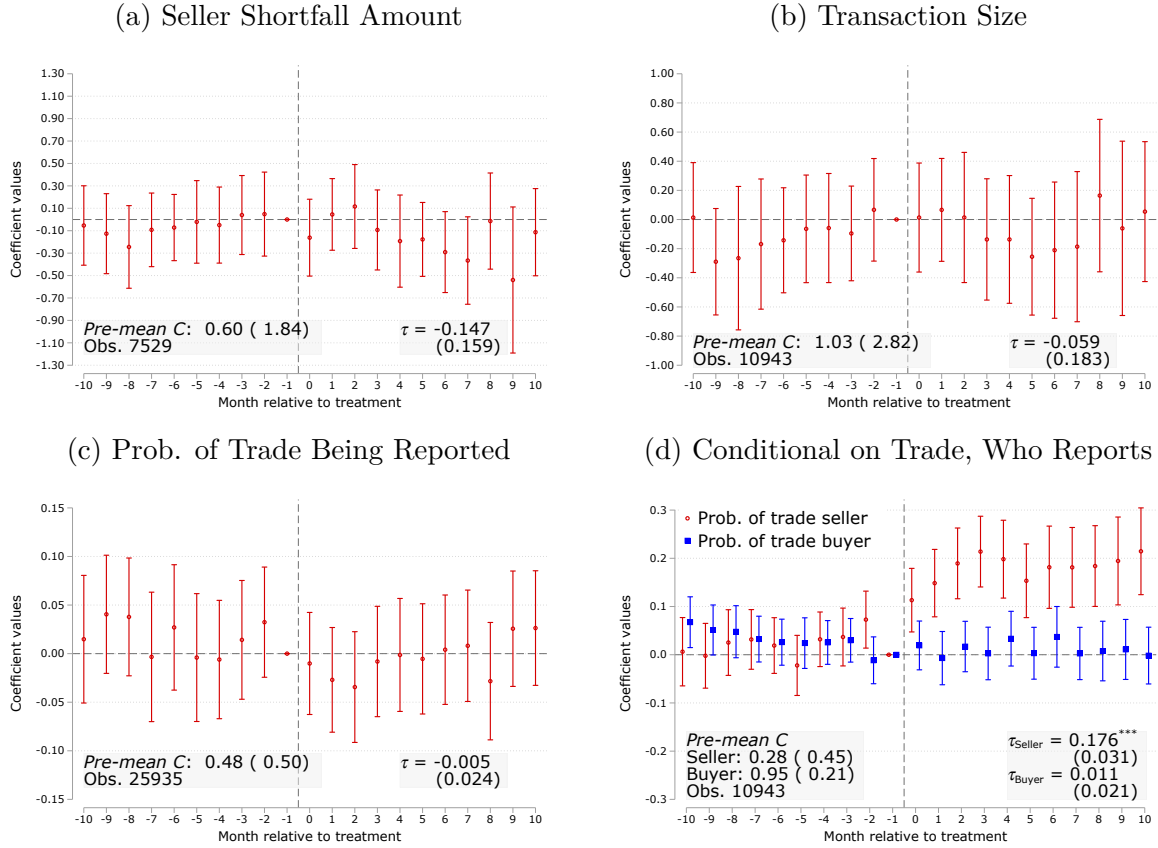 (a) Seller Shortfall Amount
1.30
1.10
0.90
0.70
0.50
0.30
0.10
-0.10
-0.30
-0.50
-0.70
-0.90
-1.10
-1.30
Coefficient values
Pre-mean C: 0.60 ( 1.84)
Obs. 7529
τ = -0.147
(0.159)
-10 -9 -8 -7 -6 -5 -4 -3 -2 -1 0 1 2 3 4 5 6 7 8 9 10
Month relative to treatment
(b) Transaction Size
1.00
0.80
0.60
0.40
0.20
0.00
-0.20
-0.40
-0.60
-0.80
-1.00
Coefficient values
Pre-mean C: 1.03 ( 2.82)
Obs. 10943
τ = -0.059
(0.183)
-10 -9 -8 -7 -6 -5 -4 -3 -2 -1 0 1 2 3 4 5 6 7 8 9 10
Month relative to treatment
(c) Prob. of Trade Being Reported
0.15
0.10
0.05
0.00
-0.05
-0.10
-0.15
Coefficient values
Pre-mean C: 0.48 ( 0.50)
Obs. 25935
τ = -0.005
(0.024)
-10 -9 -8 -7 -6 -5 -4 -3 -2 -1 0 1 2 3 4 5 6 7 8 9 10
Month relative to treatment
(d) Conditional on Trade, Who Reports
0.3
0.2
0.1
0.0
-0.1
-0.2
-0.3
Coefficient values
Prob. of trade seller
Prob. of trade buyer
Pre-mean C
Seller: 0.28 ( 0.45)
Buyer: 0.95 ( 0.21)
Obs. 10943
τSeller = 0.176***
(0.031)
τBuyer = 0.011
(0.021)
-10 -9 -8 -7 -6 -5 -4 -3 -2 -1 0 1 2 3 4 5 6 7 8 9 10
Month relative to treatment